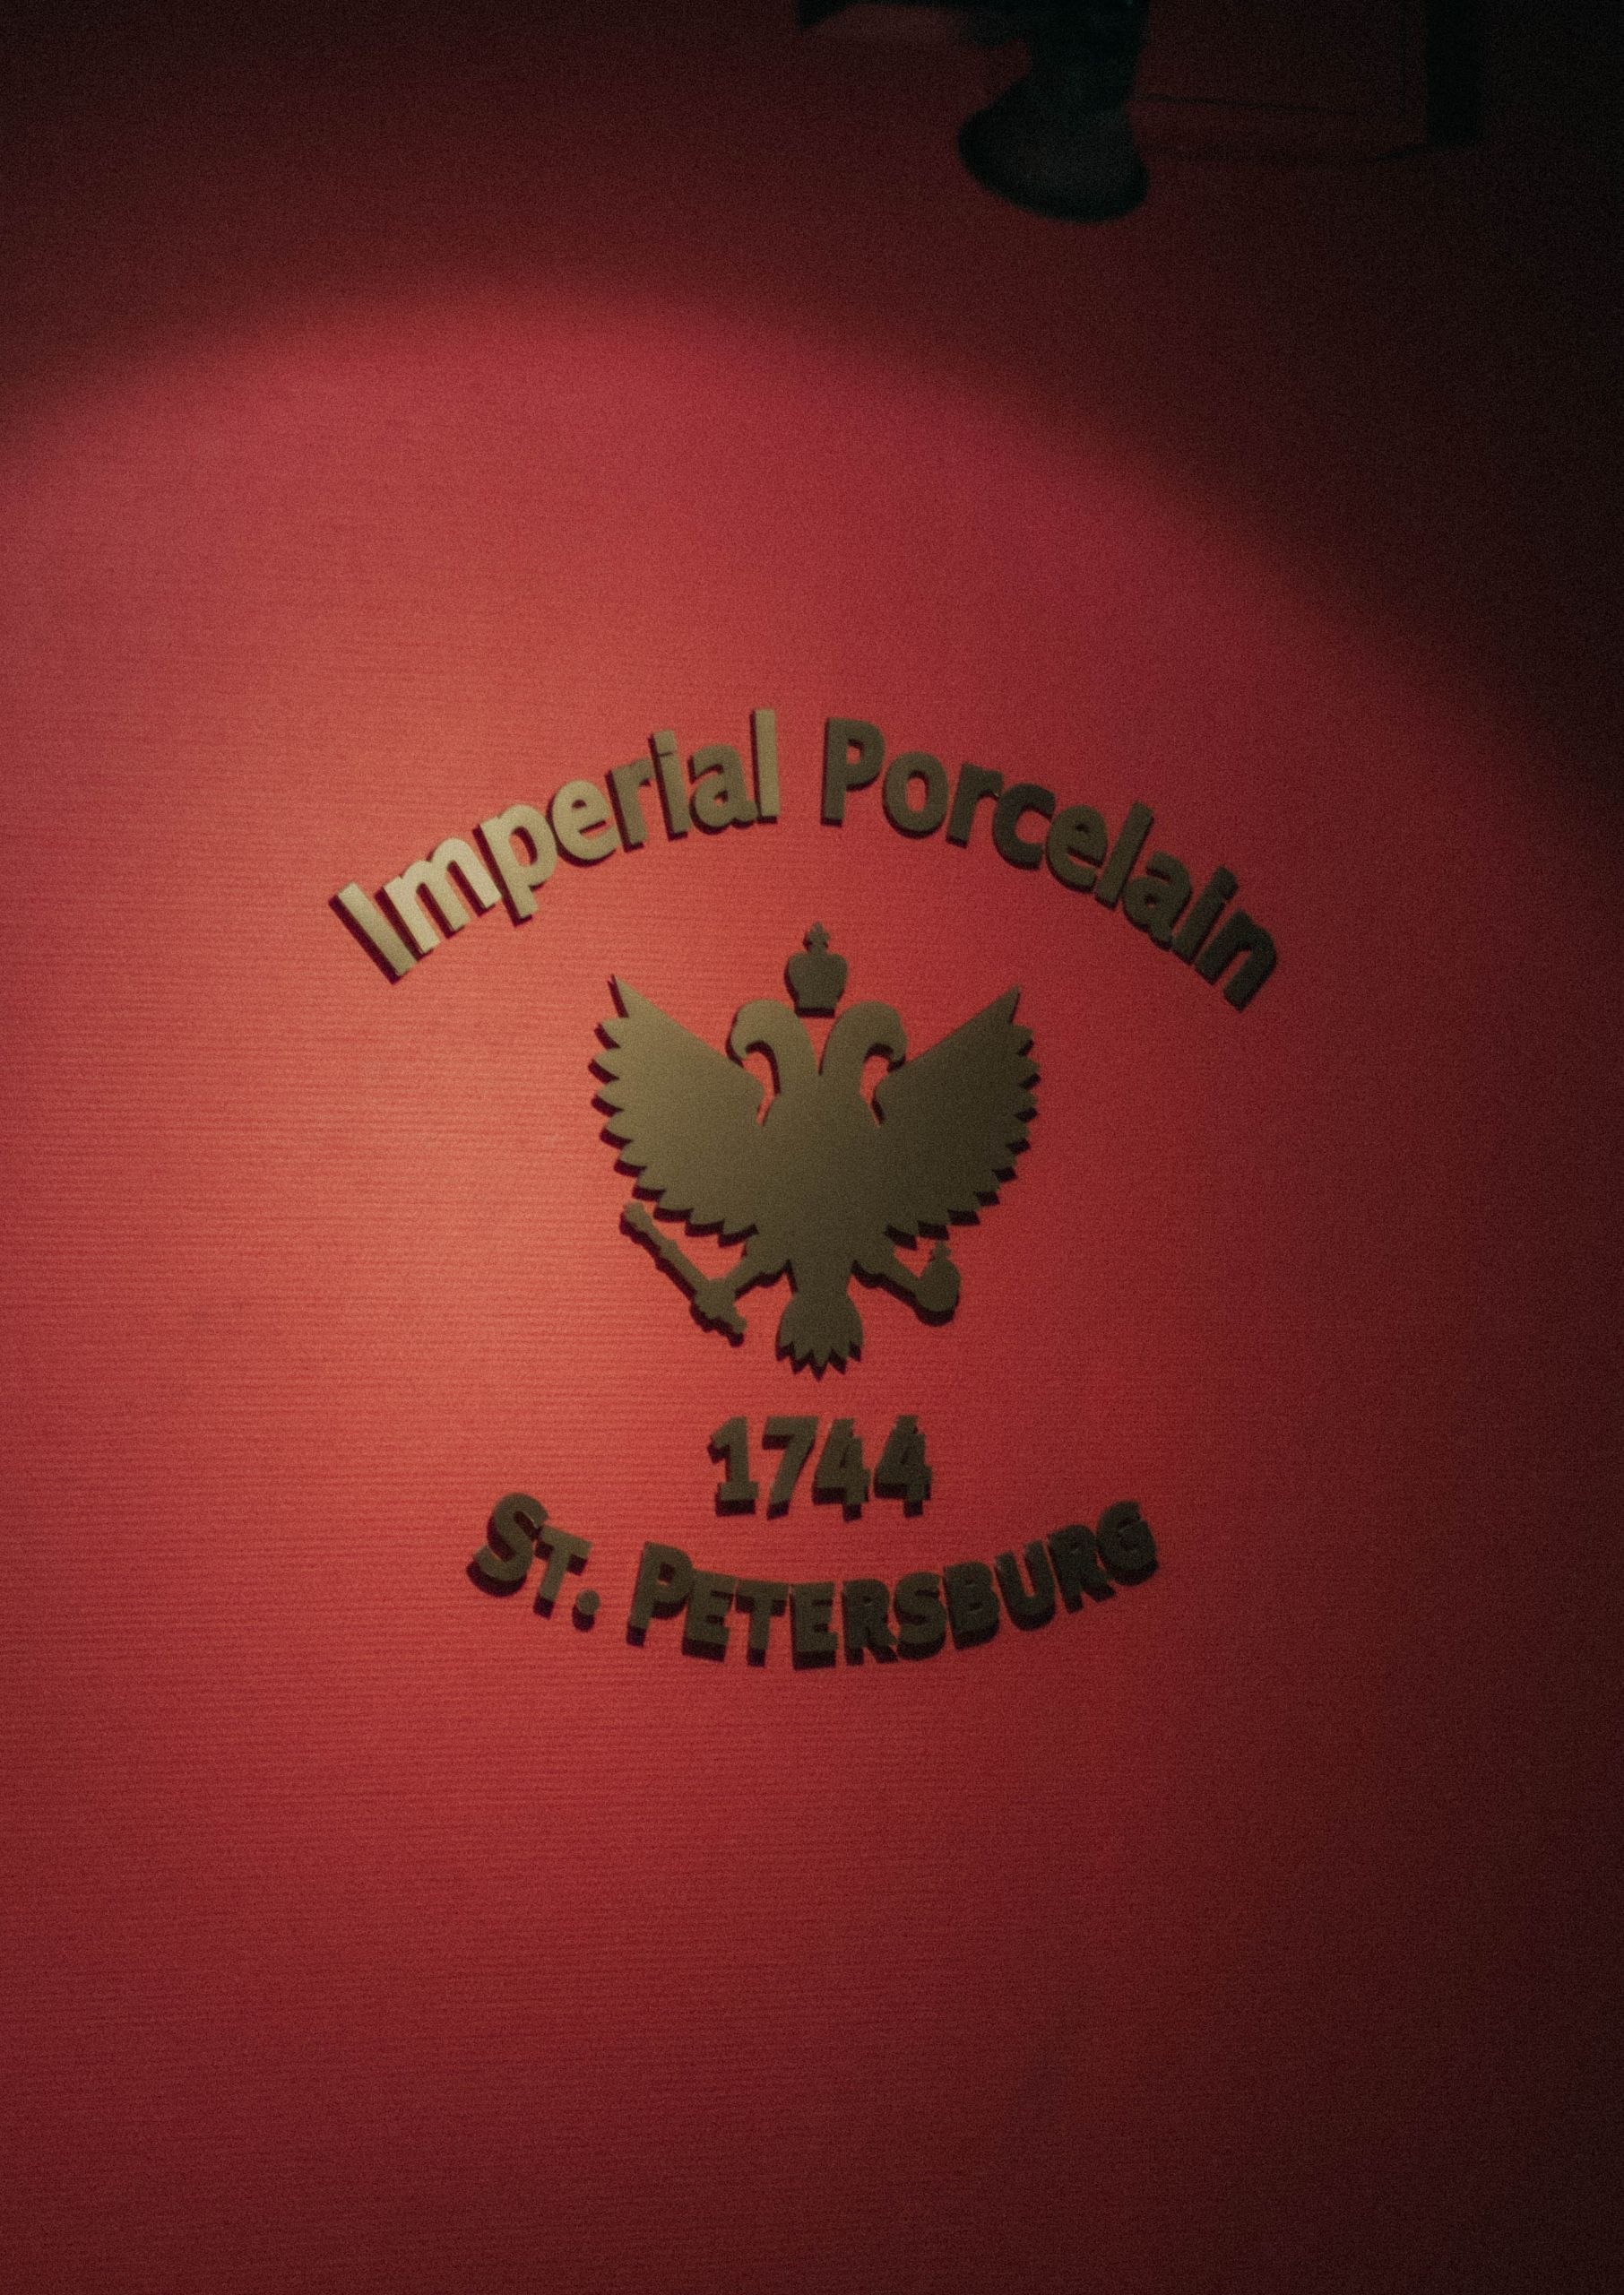 Imperial Porcelain
1744
ST. PETERSBURG